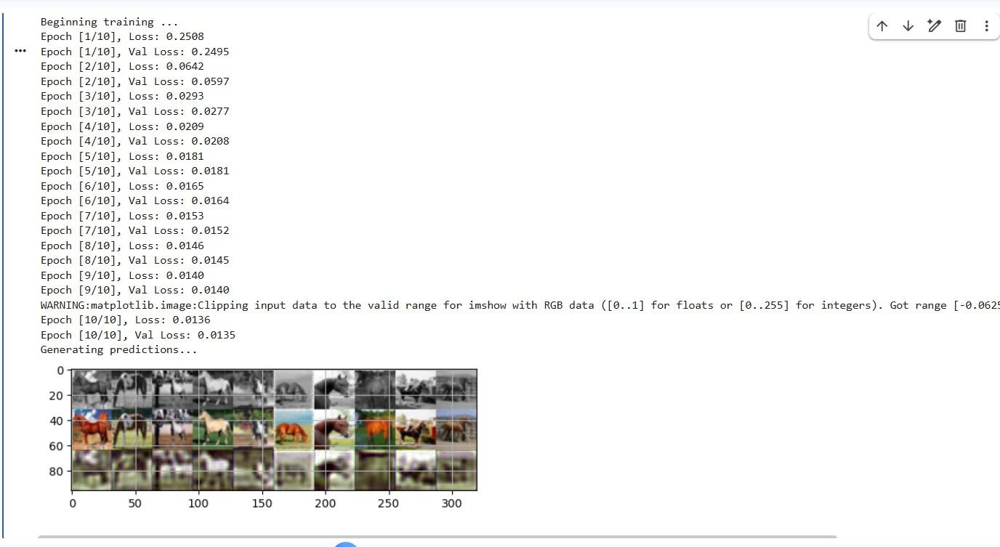 Beginning training ...
Epoch [1/10], Loss: 0.2508
Epoch [1/10], Val Loss: 0.2495
Epoch [2/10], Loss: 0.0642
Epoch [2/10], Val Loss: 0.0597
Epoch [3/10], Loss: 0.0293
Epoch [3/10], Val Loss: 0.0277
Epoch [4/10], Loss: 0.0209
Epoch [4/10], Val Loss: 0.0208
Epoch [5/10], Loss: 0.0181
Epoch [5/10], Val Loss: 0.0181
Epoch [6/10], Loss: 0.0165
Epoch [6/10], Val Loss: 0.0164
Epoch [7/10], Loss: 0.0153
Epoch [7/10], Val Loss: 0.0152
Epoch [8/10], Loss: 0.0146
Epoch [8/10], Val Loss: 0.0145
Epoch [9/10], Loss: 0.0140
Epoch [9/10], Val Loss: 0.0140
WARNING:matplotlib.image:Clipping input data to the valid range for imshow with RGB data ([0..1] for floats or [0..255] for integers). Got range [-0.0625
Epoch [10/10], Loss: 0.0136
Epoch [10/10], Val Loss: 0.0135
Generating predictions...
0
20
40
60
80
0 50 100 150 200 250 300